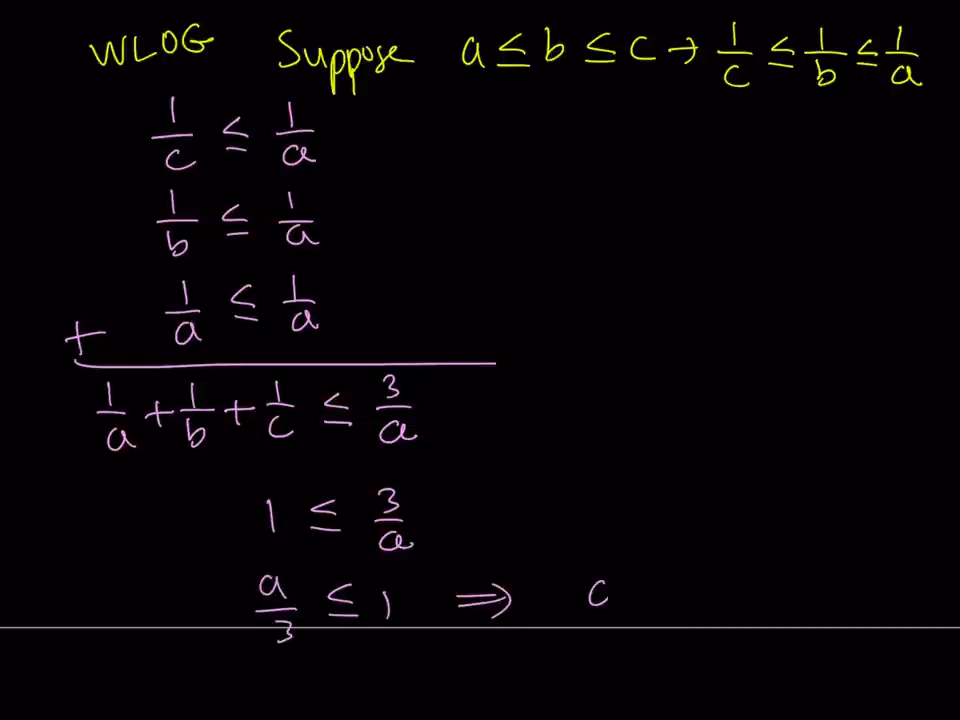 WLOG Suppose a ≤ b ≤ c → 1/c ≤ 1/b ≤ 1/a
1/c ≤ 1/a
1/b ≤ 1/a
+ 1/a ≤ 1/a
1/a + 1/b + 1/c ≤ 3/a
1 ≤ 3/a
a/3 ≤ 1 ⇒ c